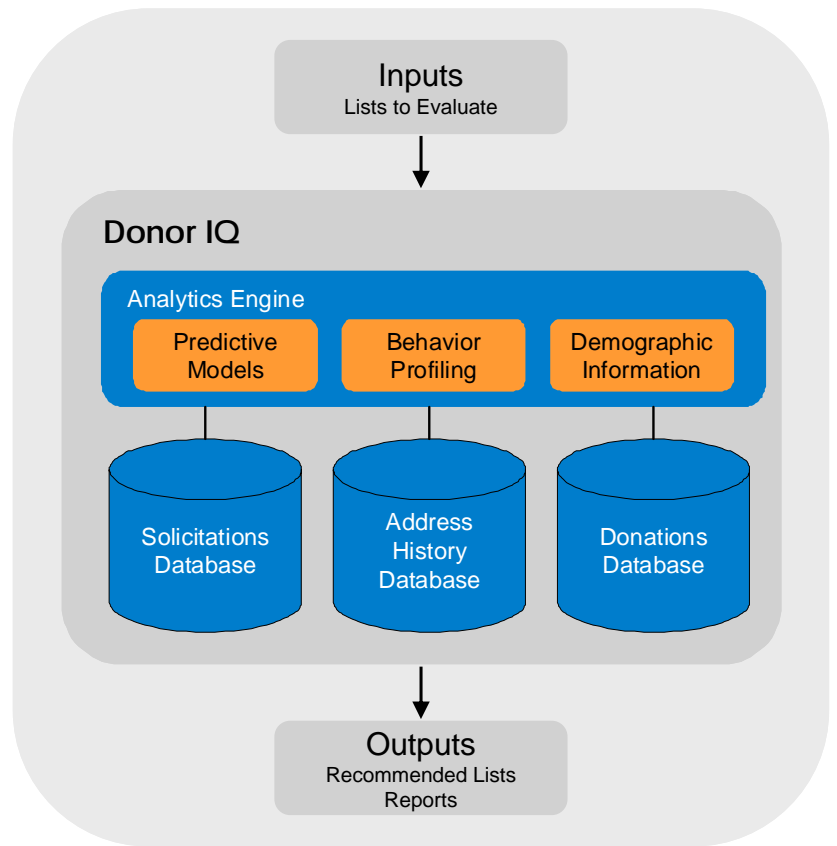 Inputs
Lists to Evaluate
Donor IQ
Analytics Engine
Predictive
Models
Behavior
Profiling
Demographic
Information
Solicitations
Database
Address
History
Database
Donations
Database
Outputs
Recommended Lists
Reports